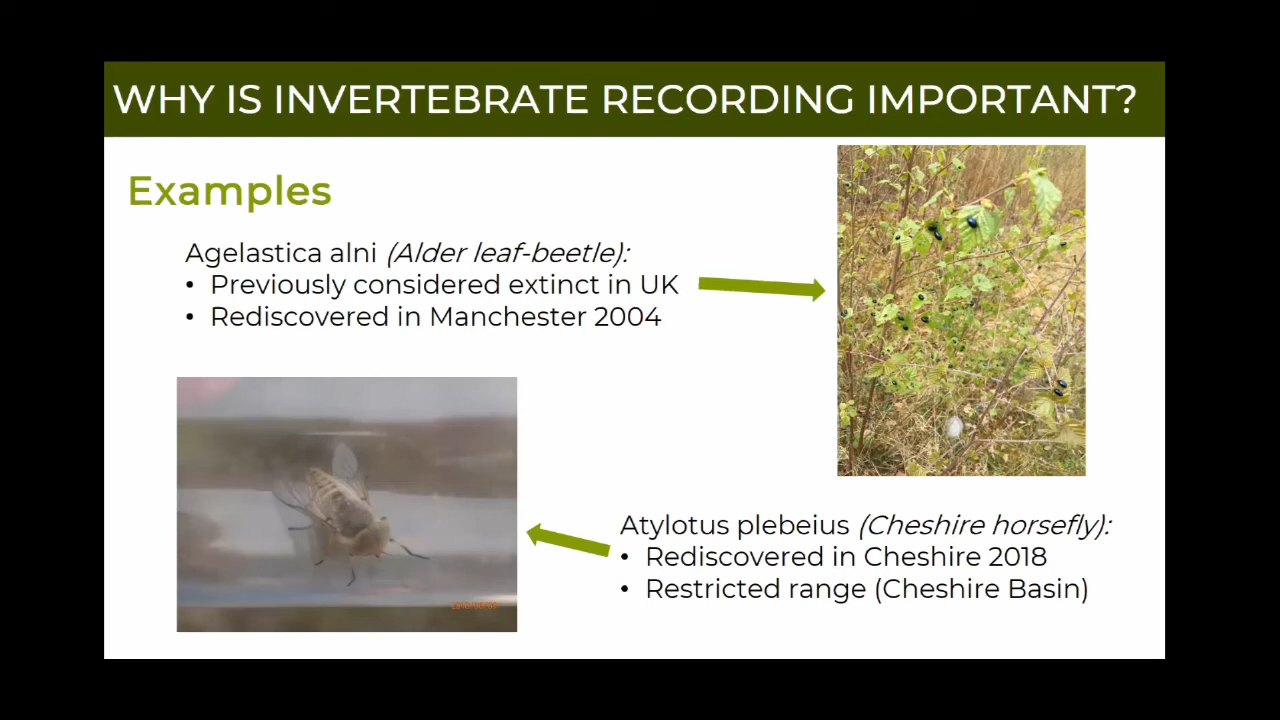 WHY IS INVERTEBRATE RECORDING IMPORTANT?
Examples
Agelastica alni (Alder leaf-beetle):
• Previously considered extinct in UK
• Rediscovered in Manchester 2004
Atylotus plebeius (Cheshire horsefly):
• Rediscovered in Cheshire 2018
• Restricted range (Cheshire Basin)